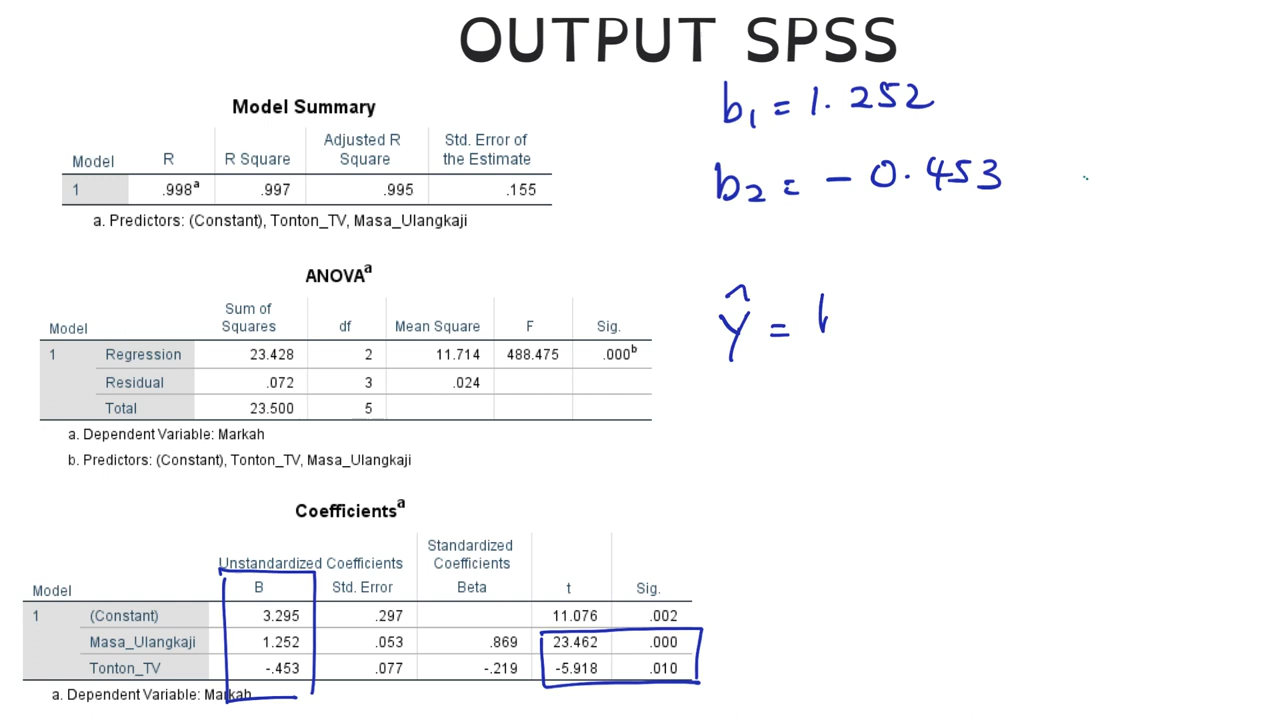 OUTPUT SPSS
Model Summary
Model R R Square Adjusted R Square Std. Error of the Estimate
1 .998a .997 .995 .155
a. Predictors: (Constant), Tonton_TV, Masa_Ulangkaji
ANOVAa
Model Sum of Squares df Mean Square F Sig.
1 Regression 23.428 2 11.714 488.475 .000b
Residual .072 3 .024
Total 23.500 5
a. Dependent Variable: Markah
b. Predictors: (Constant), Tonton_TV, Masa_Ulangkaji
Coefficientsa
Unstandardized Coefficients Standardized Coefficients
Model B Std. Error Beta t Sig.
1 (Constant) 3.295 .297 11.076 .002
Masa_Ulangkaji 1.252 .053 .869 23.462 .000
Tonton_TV -.453 .077 -.219 -5.918 .010
a. Dependent Variable: Markah
b1 = 1.252
b2 = - 0.453
Ŷ =